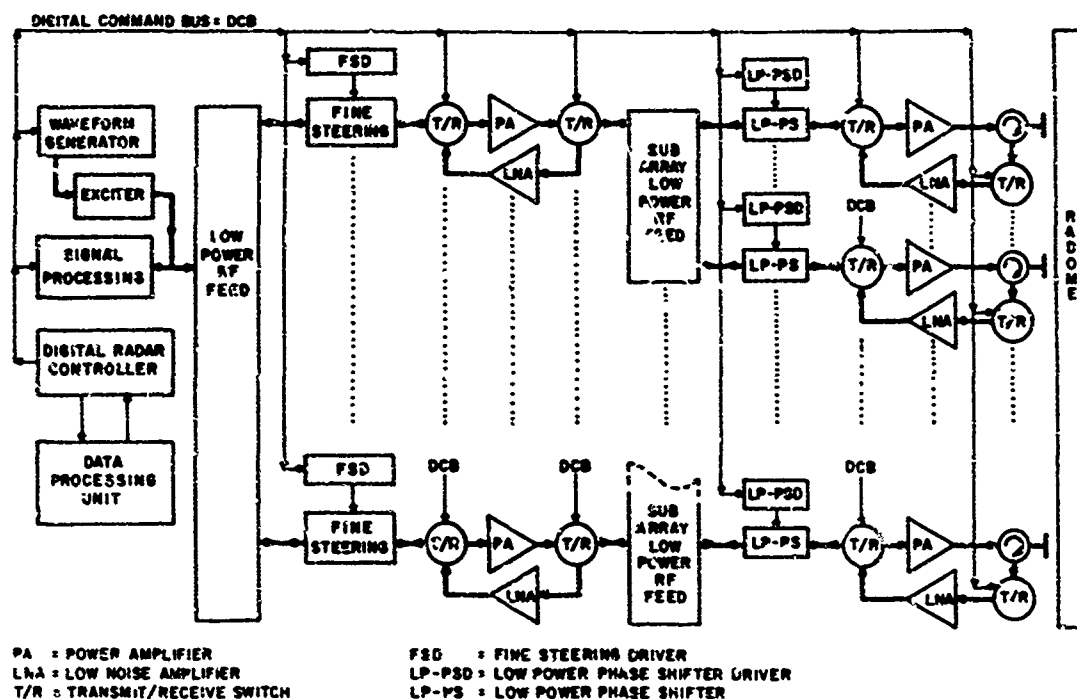 DIGITAL COMMAND BUS = DCB
FSD
LP-PSD
WAVEFORM
GENERATOR
FINE
STEERING
T/R
PA
T/R
LNA
SUB
ARRAY
LOW
POWER
RF
FEED
LP-PS
T/R
PA
LNA
T/R
EXCITER
LP-PSD
DCB
SIGNAL
PROCESSING
LOW
POWER
RF
FEED
LP-PS
T/R
PA
LNA
T/R
RADOME
DIGITAL RADAR
CONTROLLER
DATA
PROCESSING
UNIT
FSD
DCB
DCB
LP-PSD
DCB
FINE
STEERING
T/R
PA
T/R
LNA
SUB
ARRAY
LOW
POWER
RF
FEED
LP-PS
T/R
PA
LNA
T/R
PA = POWER AMPLIFIER
LNA = LOW NOISE AMPLIFIER
T/R = TRANSMIT/RECEIVE SWITCH
FSD = FINE STEERING DRIVER
LP-PSD = LOW POWER PHASE SHIFTER DRIVER
LP-PS = LOW POWER PHASE SHIFTER